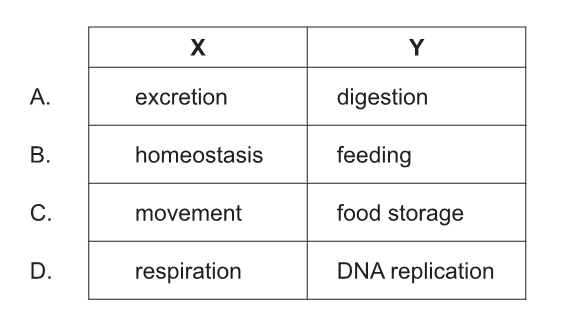 X Y
A. excretion digestion
B. homeostasis feeding
C. movement food storage
D. respiration DNA replication